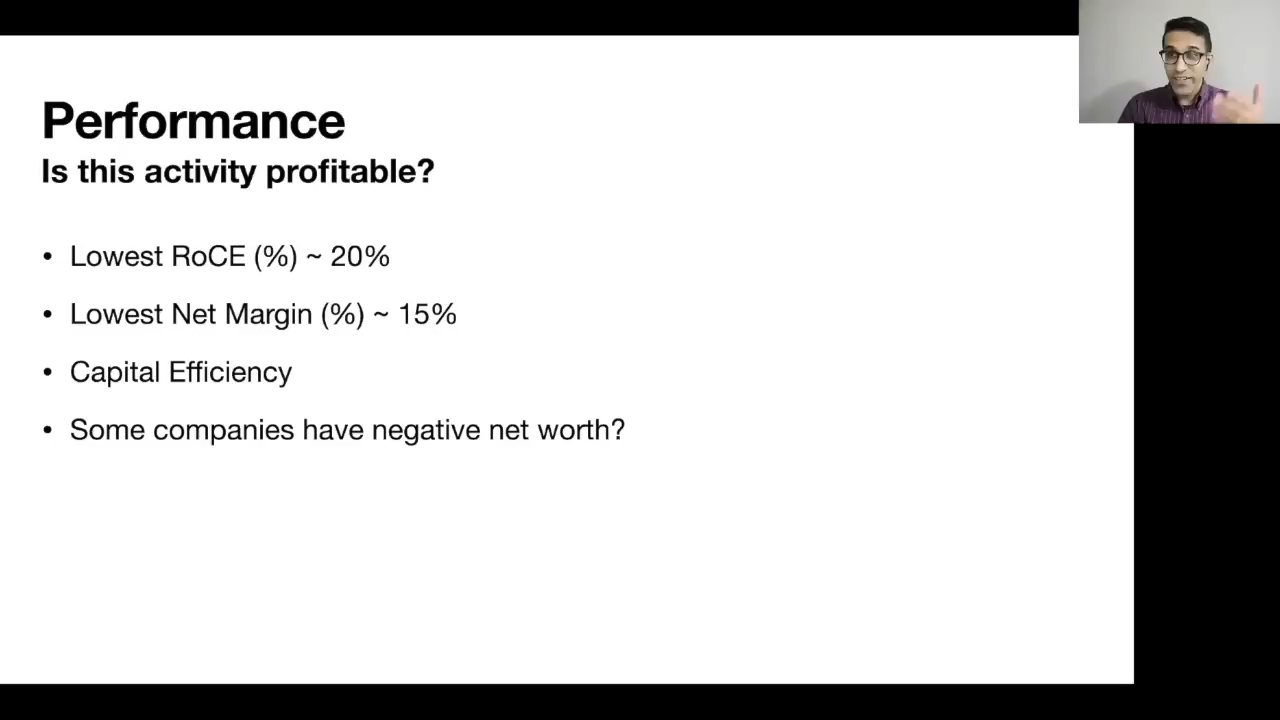 Performance
Is this activity profitable?
• Lowest RoCE (%) ~ 20%
• Lowest Net Margin (%) ~ 15%
• Capital Efficiency
• Some companies have negative net worth?